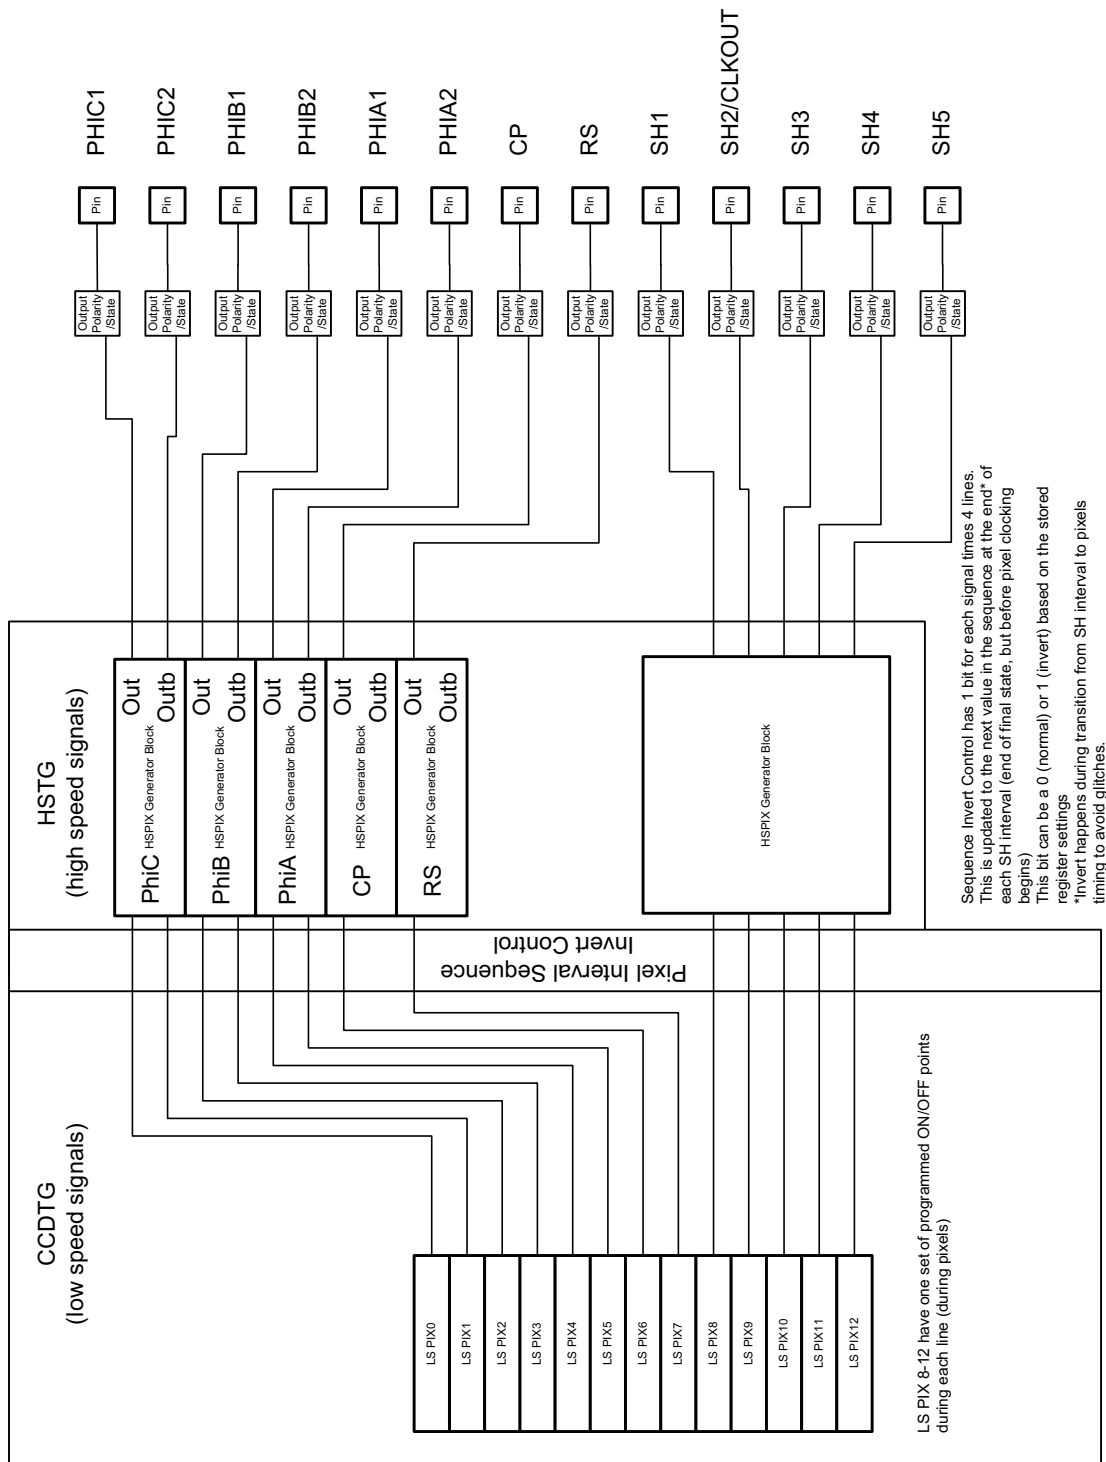 PHIC1
PHIC2
PHIB1
PHIB2
PHIA1
PHIA2
CP
RS
SH1
SH2/CLKOUT
SH3
SH4
SH5
Pin
Pin
Pin
Pin
Pin
Pin
Pin
Pin
Pin
Pin
Pin
Pin
Pin
Output
Polarity
/State
Output
Polarity
/State
Output
Polarity
/State
Output
Polarity
/State
Output
Polarity
/State
Output
Polarity
/State
Output
Polarity
/State
Output
Polarity
/State
Output
Polarity
/State
Output
Polarity
/State
Output
Polarity
/State
Output
Polarity
/State
Output
Polarity
/State
HSTG
(high speed signals)
Out
Outb
PhiC
HSPIX Generator Block
Out
Outb
PhiB
HSPIX Generator Block
Out
Outb
PhiA
HSPIX Generator Block
Out
Outb
CP
HSPIX Generator Block
Out
Outb
RS
HSPIX Generator Block
HSPIX Generator Block
Sequence Invert Control has 1 bit for each signal times 4 lines.
This is updated to the next value in the sequence at the end* of
each SH interval (end of final state, but before pixel clocking
begins)
This bit can be a 0 (normal) or 1 (invert) based on the stored
register settings
*Invert happens during transition from SH interval to pixels
timing to avoid glitches.
Pixel Interval Sequence
Invert Control
CCDTG
(low speed signals)
LS PIX0
LS PIX1
LS PIX2
LS PIX3
LS PIX4
LS PIX5
LS PIX6
LS PIX7
LS PIX8
LS PIX9
LS PIX10
LS PIX11
LS PIX12
LS PIX 8-12 have one set of programmed ON/OFF points
during each line (during pixels)